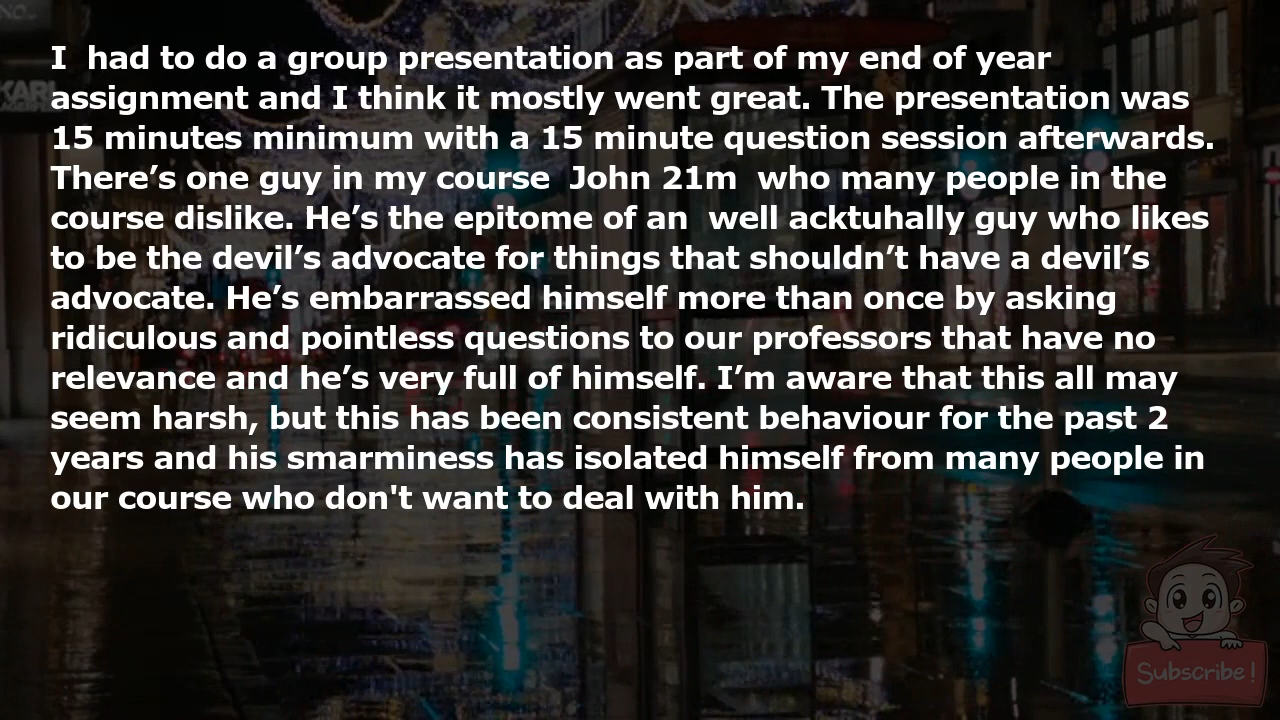 NO...
KARL
I  had to do a group presentation as part of my end of year
assignment and I think it mostly went great. The presentation was
15 minutes minimum with a 15 minute question session afterwards.
There’s one guy in my course  John 21m  who many people in the
course dislike. He’s the epitome of an  well acktuhally guy who likes
to be the devil’s advocate for things that shouldn’t have a devil’s
advocate. He’s embarrassed himself more than once by asking
ridiculous and pointless questions to our professors that have no
relevance and he’s very full of himself. I’m aware that this all may
seem harsh, but this has been consistent behaviour for the past 2
years and his smarminess has isolated himself from many people in
our course who don't want to deal with him.
Subscribe!